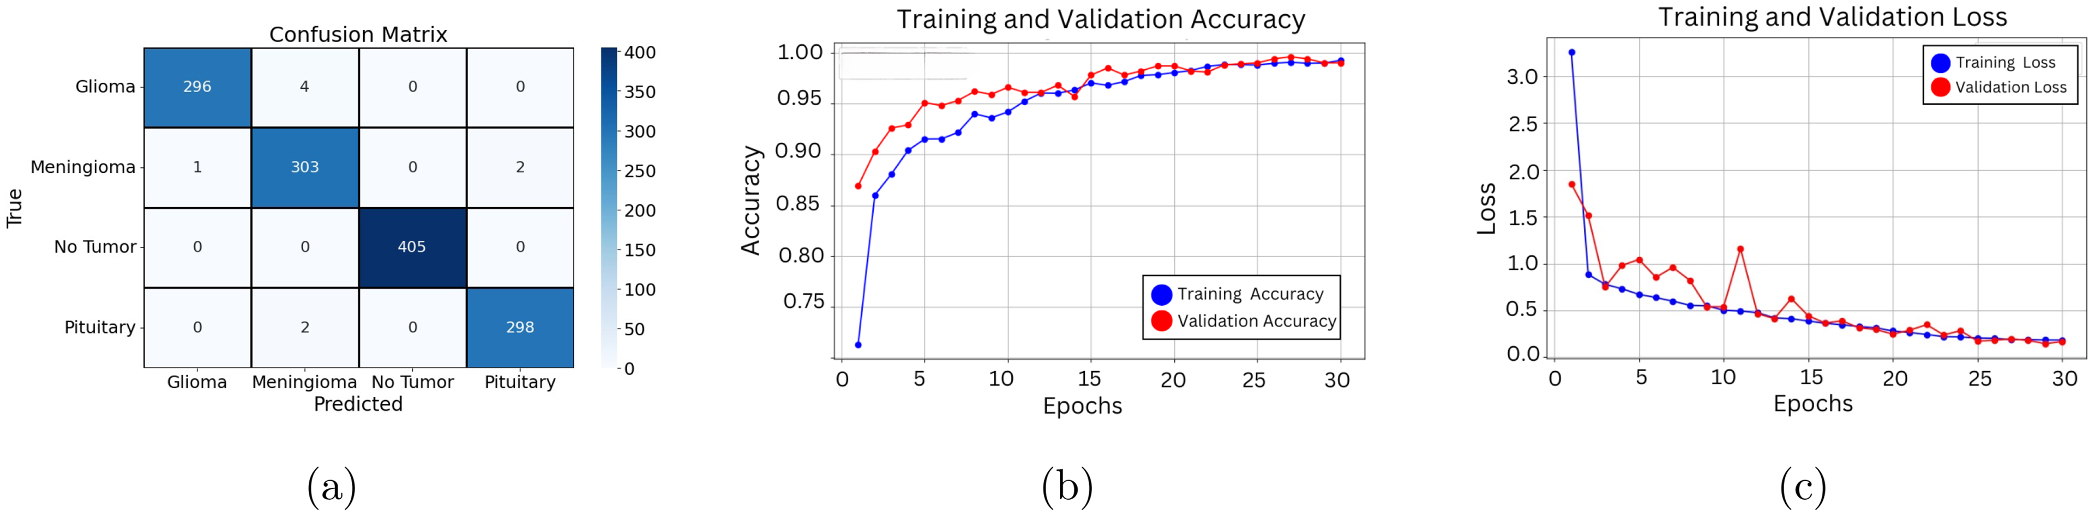 Confusion Matrix
Glioma 296 4 0 0
Meningioma 1 303 0 2
No Tumor 0 0 405 0
Pituitary 0 2 0 298
True
Glioma Meningioma No Tumor Pituitary
Predicted
400
350
300
250
200
150
100
50
0
(a)
Training and Validation Accuracy
1.00
0.95
0.90
0.85
0.80
0.75
Accuracy
Training Accuracy
Validation Accuracy
0 5 10 15 20 25 30
Epochs
(b)
Training and Validation Loss
3.0
2.5
2.0
1.5
1.0
0.5
0.0
Loss
Training Loss
Validation Loss
0 5 10 15 20 25 30
Epochs
(c)